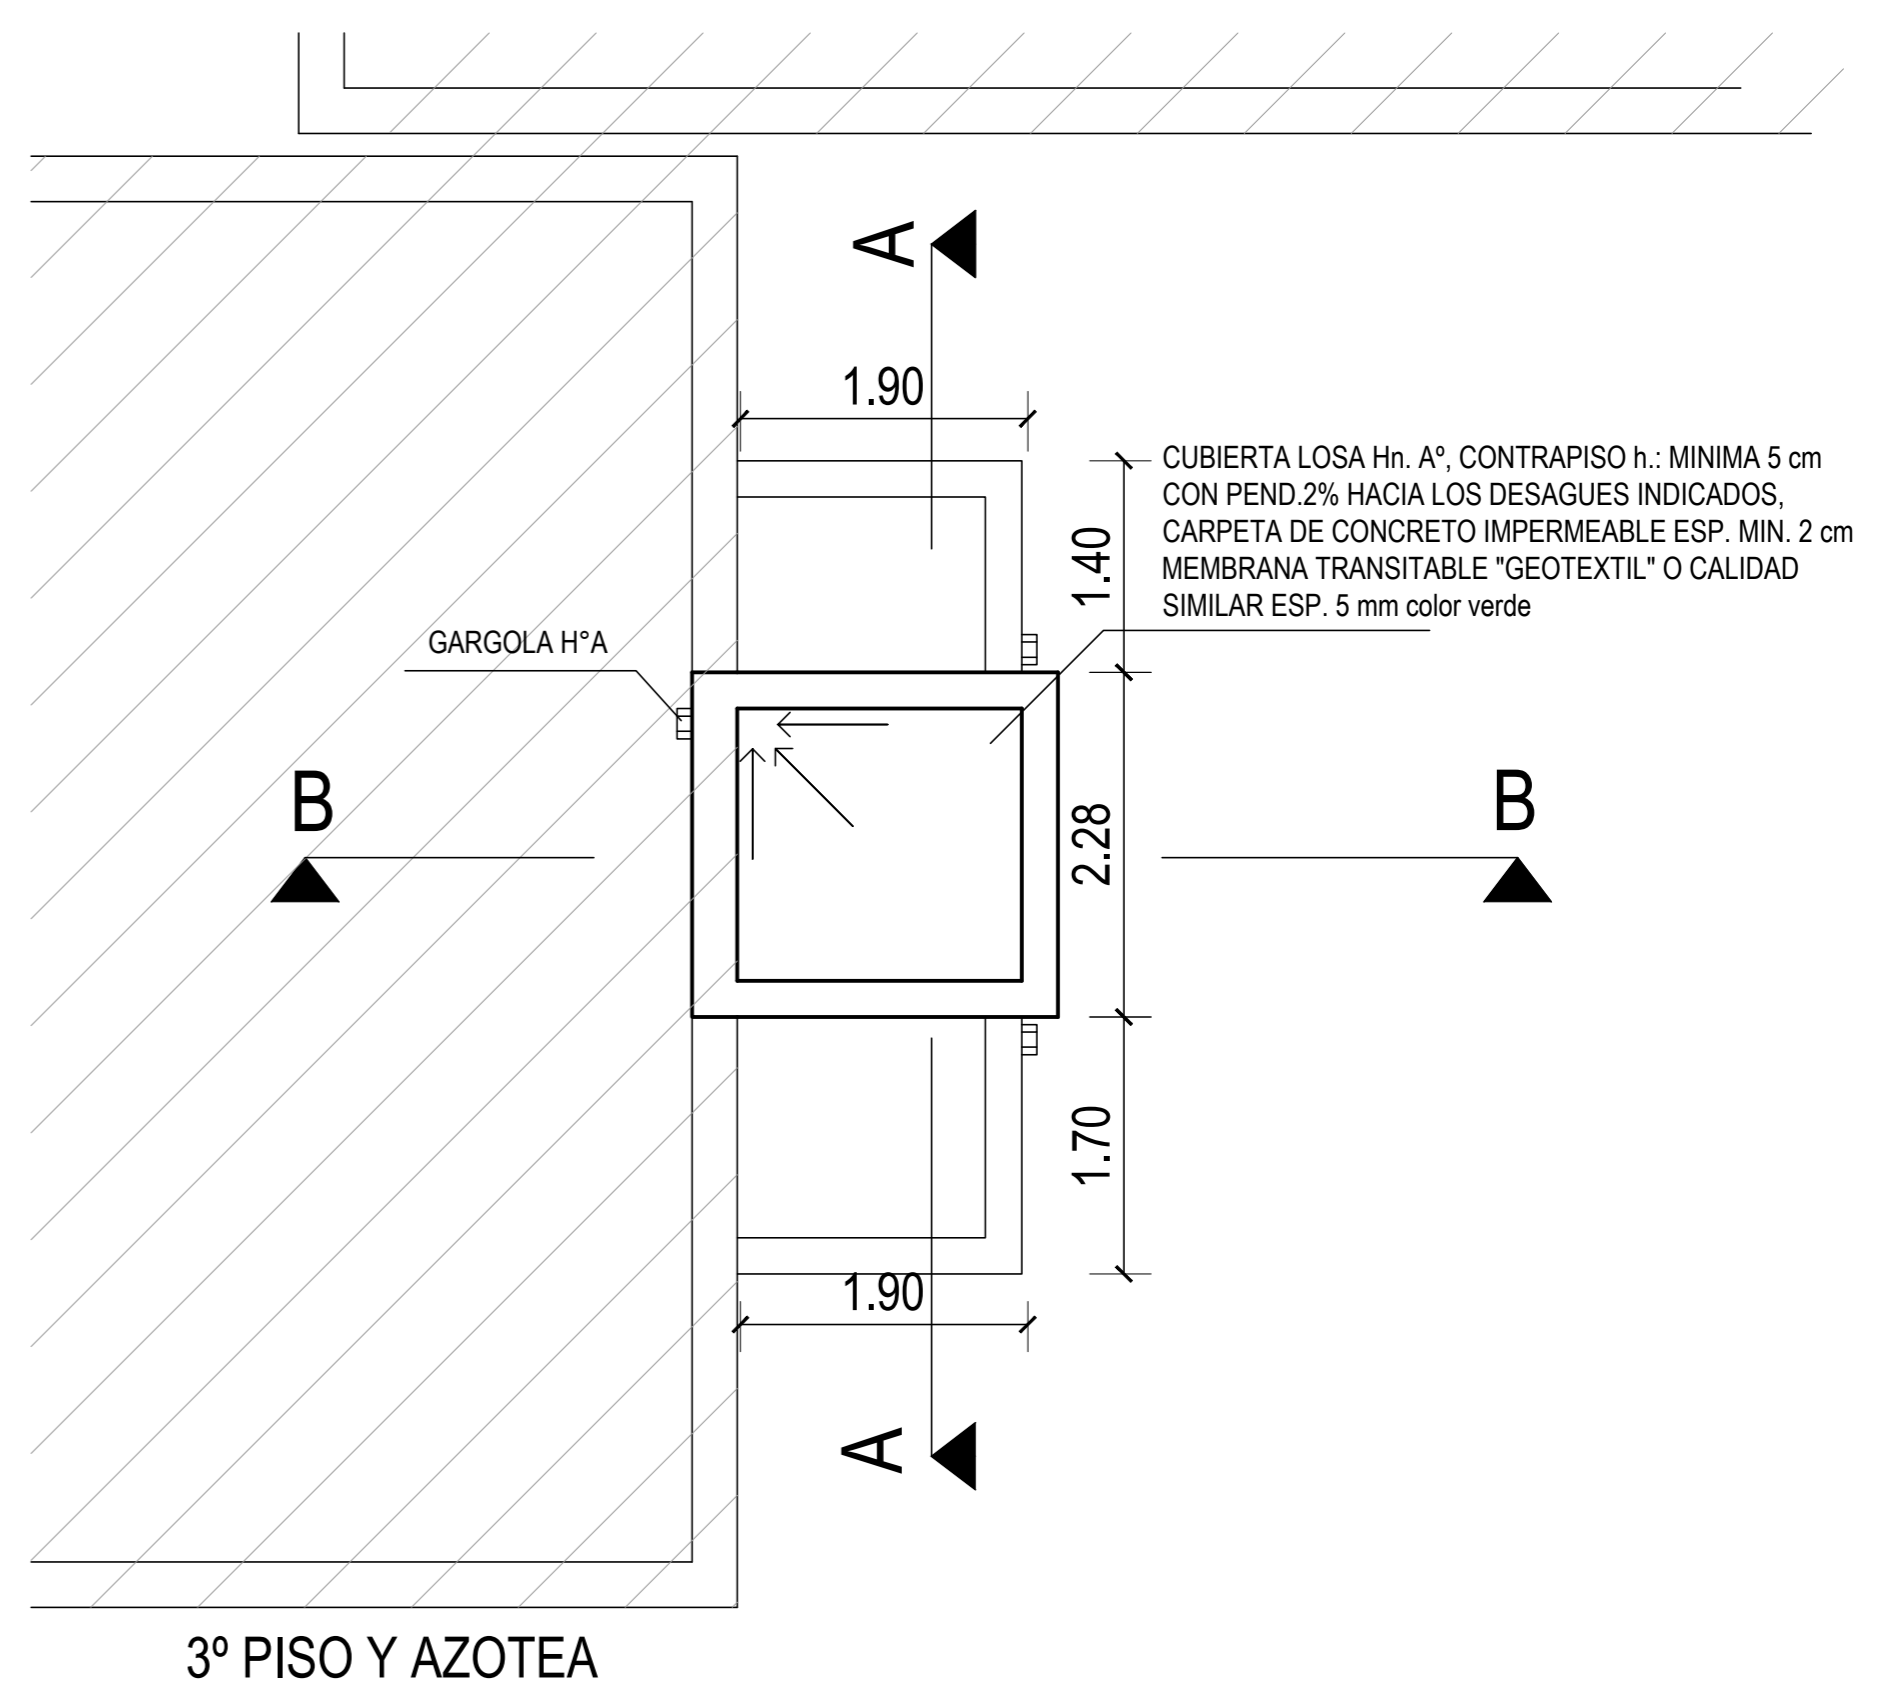 A
1.90
CUBIERTA LOSA Hn. Aº, CONTRAPISO h.: MINIMA 5 cm
CON PEND.2% HACIA LOS DESAGUES INDICADOS,
CARPETA DE CONCRETO IMPERMEABLE ESP. MIN. 2 cm
MEMBRANA TRANSITABLE "GEOTEXTIL" O CALIDAD
SIMILAR ESP. 5 mm color verde
1.40
GARGOLA H°A
B
B
2.28
1.70
1.90
A
3º PISO Y AZOTEA